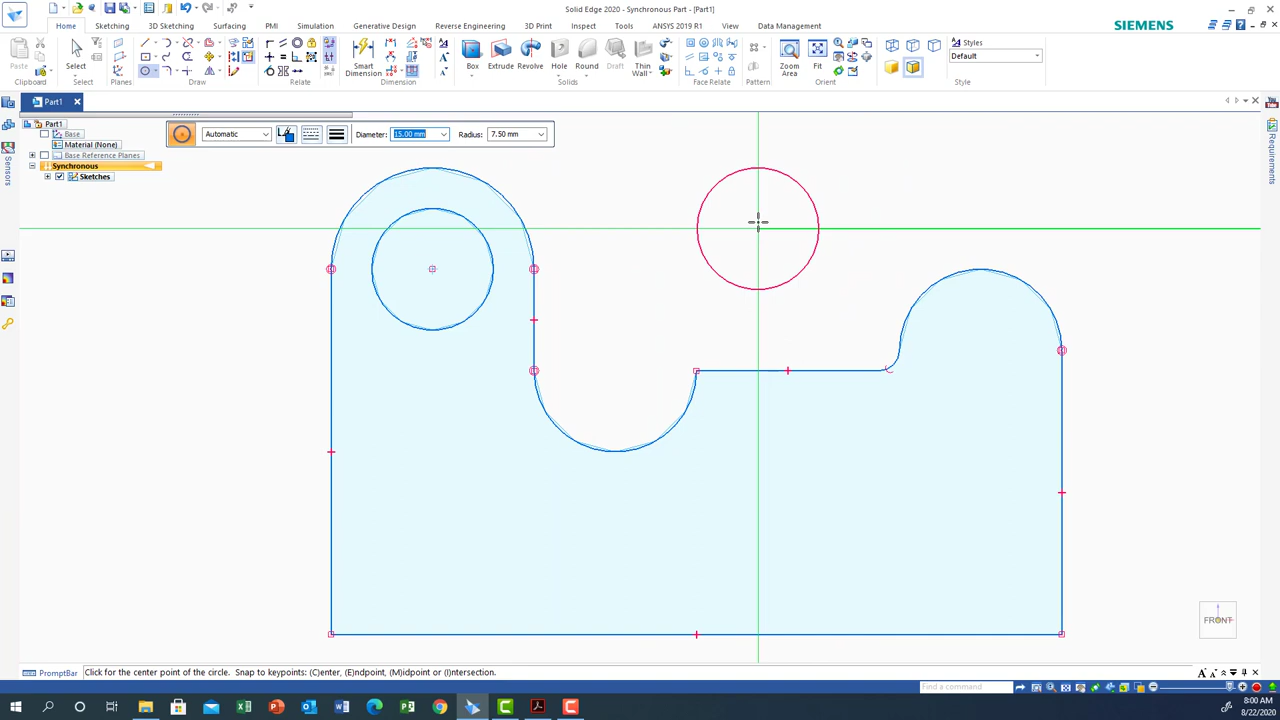 Solid Edge 2020 - Synchronous Part - [Part1]
Home Sketching 3D Sketching Surfacing PMI Simulation Generative Design Reverse Engineering 3D Print Inspect Tools ANSYS 2019 R1 View Data Management
SIEMENS
Paste Select Smart Dimension Box Extrude Revolve Hole Round Draft Thin Wall Zoom Area Fit Styles
Default
Clipboard Select Planes Draw Relate Dimension Solids Face Relate Pattern Orient Style
Part1
Part1
Base
Material (None)
Base Reference Planes
Synchronous
Sketches
Automatic Diameter: 15.00 mm Radius: 7.50 mm
Sensors
Requirements
FRONT
PromptBar Click for the center point of the circle. Snap to keypoints: (C)enter, (E)ndpoint, (M)idpoint or (I)ntersection.
Find a command
8:00 AM
8/22/2020